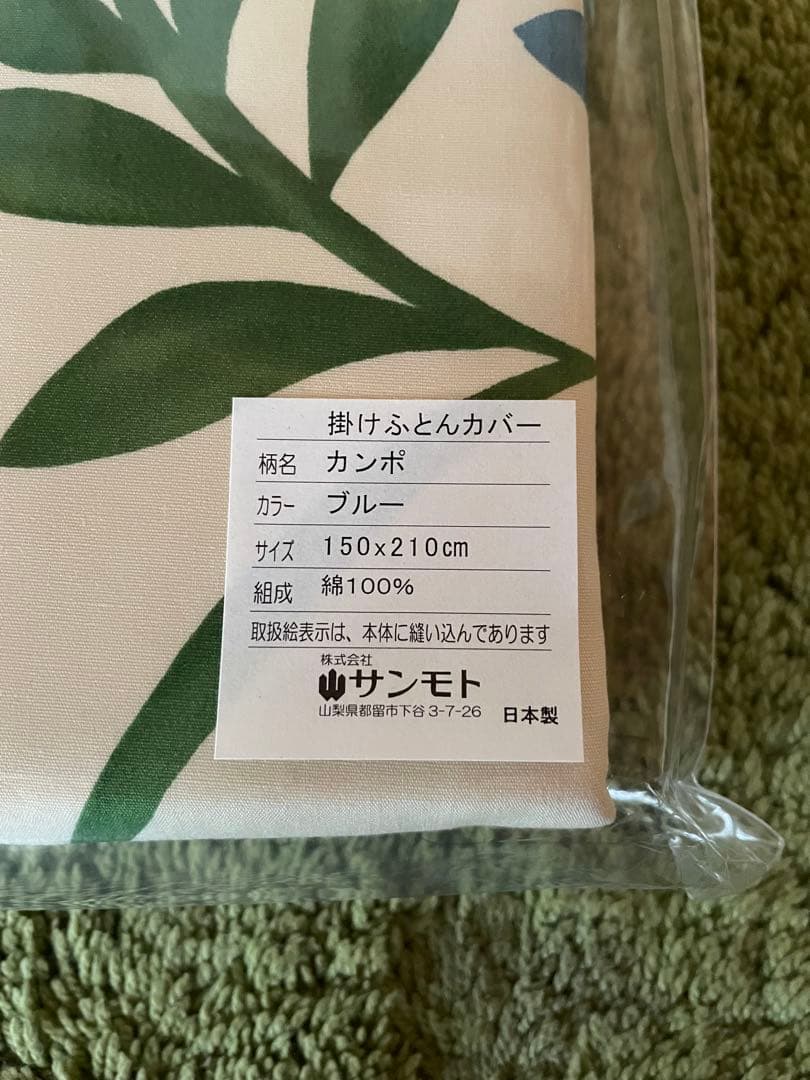 掛けふとんカバー
柄名 カンポ
カラー ブルー
サイズ 150x210cm
組成 綿100%
取扱絵表示は、本体に縫い込んであります
株式会社
サンモト
山梨県都留市下谷3-7-26 日本製